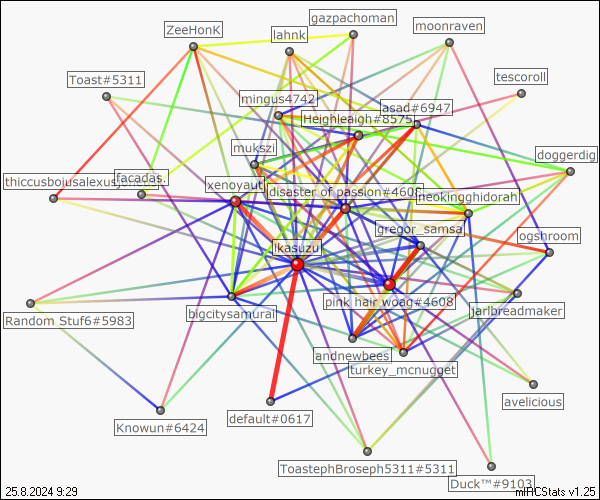 gazpachoman
moonraven
ZeeHonK
lahnk
Toast#5311
tescoroll
mingus4742
asad#6947
Heighleaigh#8575
mukszi
doggerdig
thiccusbojusalexus
facadas.
xenoyaut
disaster of passion#4608
neokingghidorah
gregor_samsa
ogshroom
ikasuzu
pink hair woag#4608
Random Stuf6#5983
bigcitysamurai
jarlbreadmaker
andnewbees
turkey_mcnugget
avelicious
default#0617
Knowun#6424
ToastephBroseph5311#5311
Duck™#9103
25.8.2024 9:29
mIRCStats v1.25